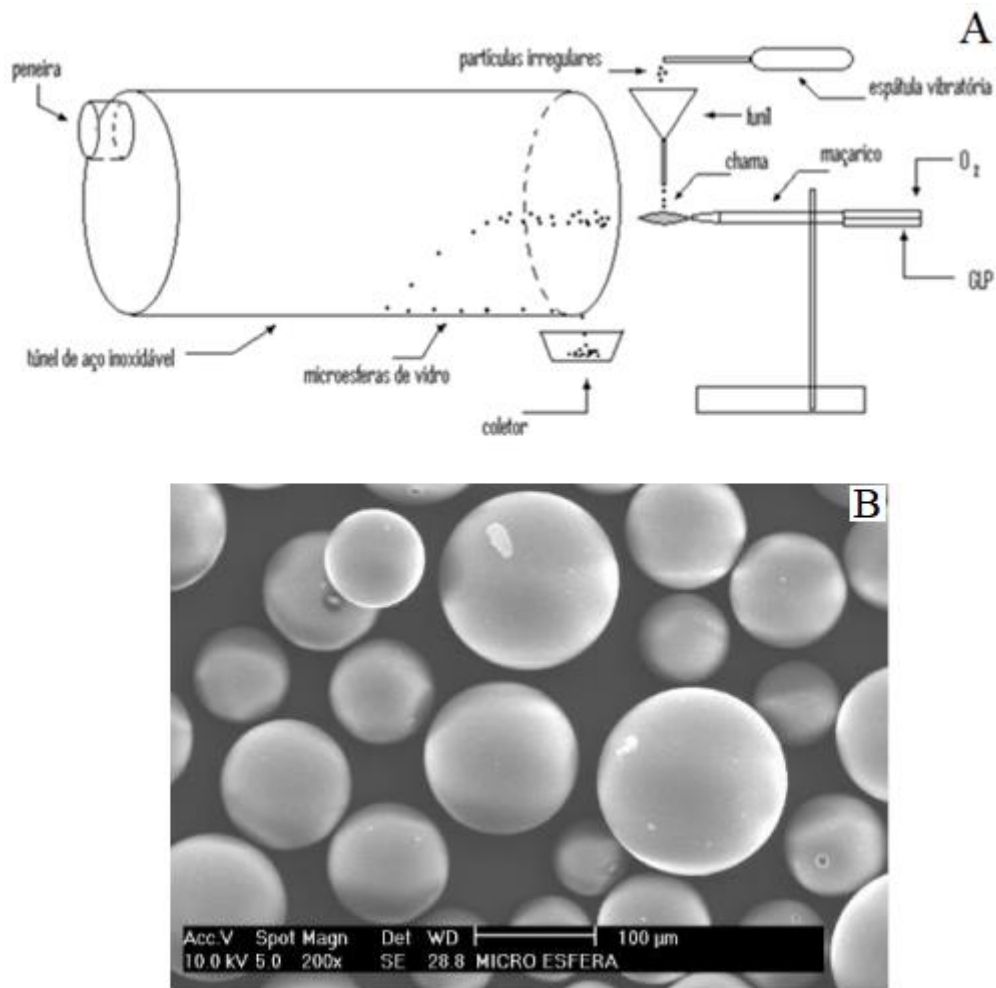 A
peneira
partículas irregulares
espátula vibratória
funil
chama
maçarico
O2
GLP
túnel de aço inoxidável
microesferas de vidro
coletor
B
Acc.V Spot Magn Det WD 100 µm
10.0 kV 5.0 200x SE 28.8 MICRO ESFERA